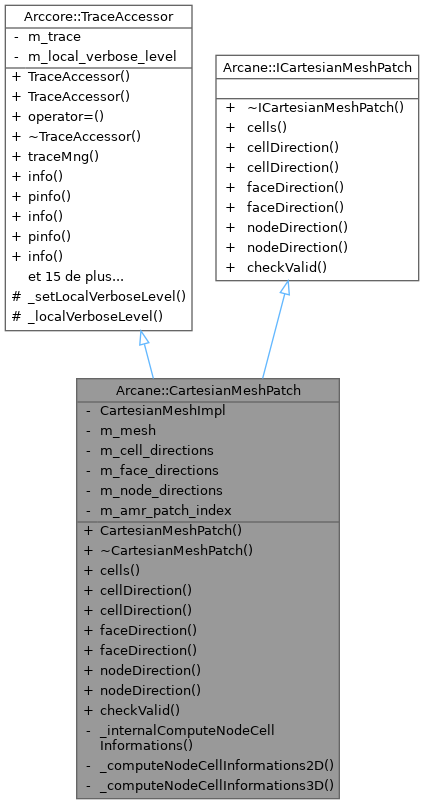 Arccore::TraceAccessor
- m_trace
- m_local_verbose_level
+ TraceAccessor()
+ TraceAccessor()
+ operator=()
+ ~TraceAccessor()
+ traceMng()
+ info()
+ pinfo()
+ info()
+ pinfo()
+ info()
et 15 de plus...
# _setLocalVerboseLevel()
# _localVerboseLevel()
Arcane::ICartesianMeshPatch
+ ~ICartesianMeshPatch()
+ cells()
+ cellDirection()
+ cellDirection()
+ faceDirection()
+ faceDirection()
+ nodeDirection()
+ nodeDirection()
+ checkValid()
Arcane::CartesianMeshPatch
- CartesianMeshImpl
- m_mesh
- m_cell_directions
- m_face_directions
- m_node_directions
- m_amr_patch_index
+ CartesianMeshPatch()
+ ~CartesianMeshPatch()
+ cells()
+ cellDirection()
+ cellDirection()
+ faceDirection()
+ faceDirection()
+ nodeDirection()
+ nodeDirection()
+ checkValid()
- _internalComputeNodeCell
Informations()
- _computeNodeCellInformations2D()
- _computeNodeCellInformations3D()